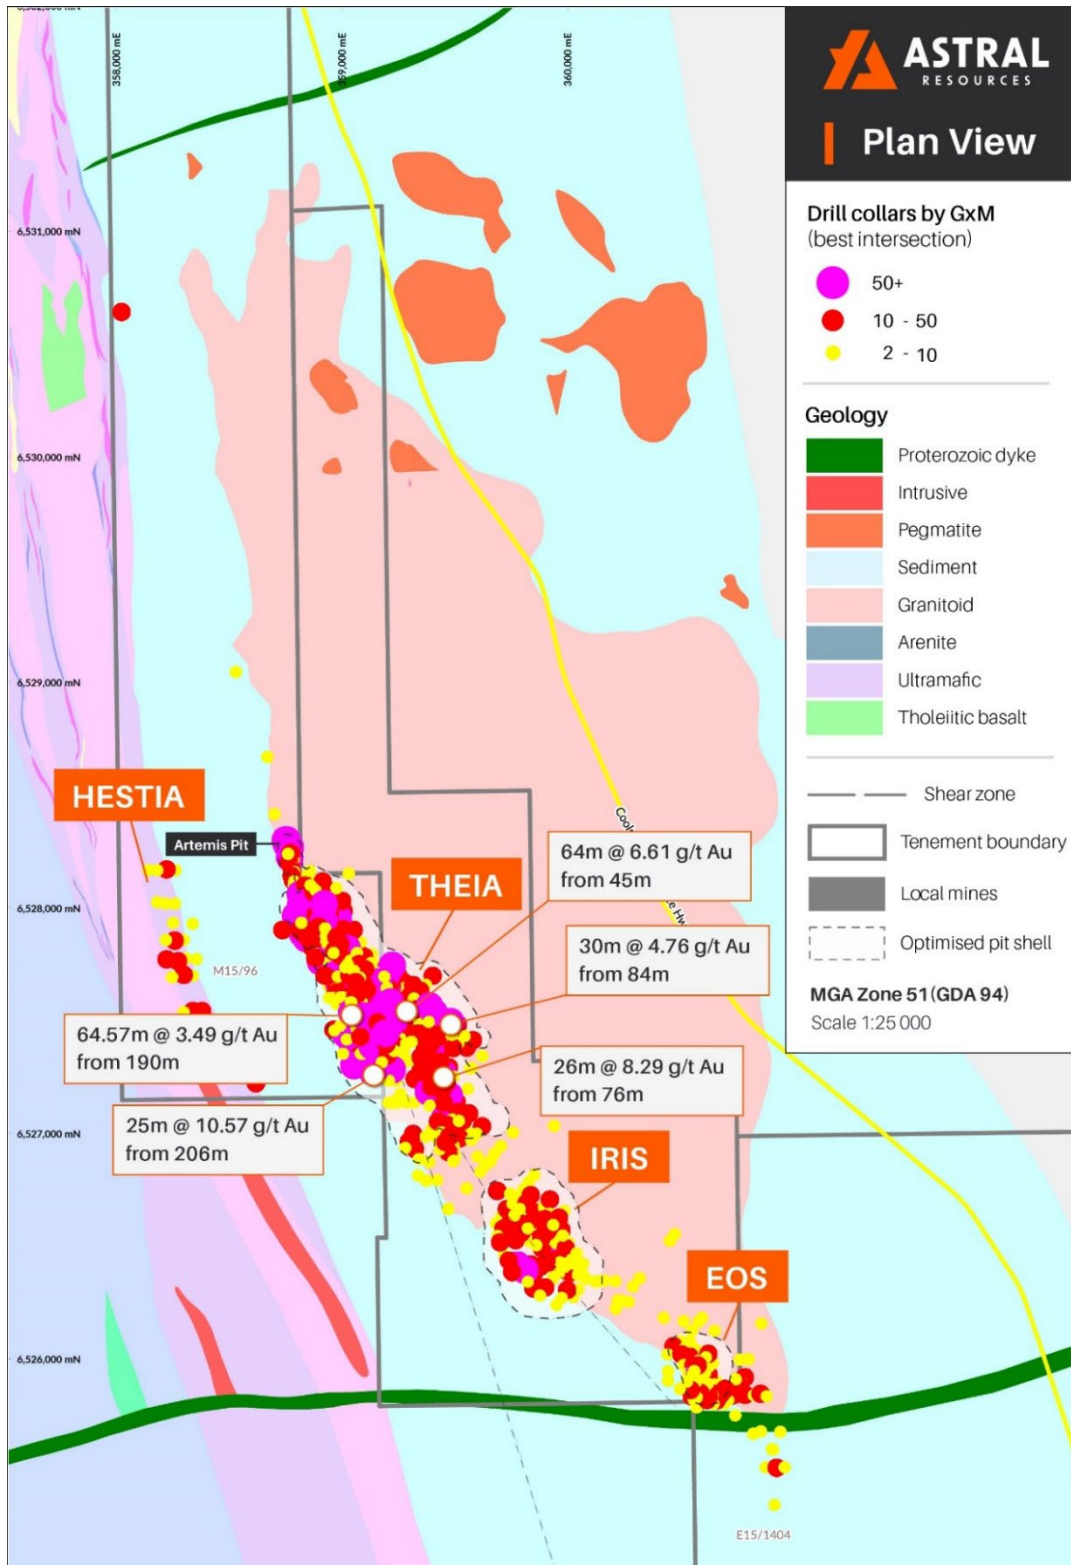 6,502,000 mN
358,000 mE
359,000 mE
360,000 mE
ASTRAL
RESOURCES
Plan View
Drill collars by GxM
(best intersection)
50+
10 - 50
2 - 10
Geology
Proterozoic dyke
Intrusive
Pegmatite
Sediment
Granitoid
Arenite
Ultramafic
Tholeiitic basalt
Shear zone
Tenement boundary
Local mines
Optimised pit shell
MGA Zone 51 (GDA 94)
Scale 1:25 000
6,531,000 mN
6,530,000 mN
6,529,000 mN
HESTIA
Artemis Pit
THEIA
64m @ 6.61 g/t Au
from 45m
6,528,000 mN
30m @ 4.76 g/t Au
from 84m
M15/96
64.57m @ 3.49 g/t Au
from 190m
26m @ 8.29 g/t Au
from 76m
25m @ 10.57 g/t Au
from 206m
6,527,000 mN
IRIS
EOS
6,526,000 mN
E15/1404